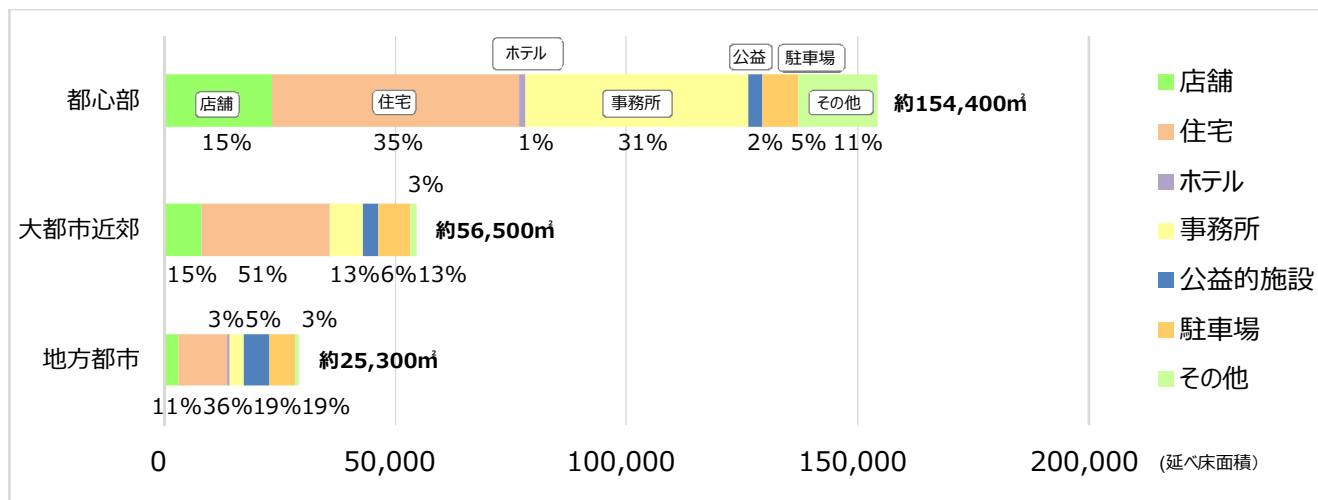 ホテル
公益
駐車場
都心部
店舗
住宅
事務所
その他
約154,400㎡
15%
35%
1%
31%
2%
5%
11%
3%
大都市近郊
約56,500㎡
15%
51%
13%
6%
13%
3%
5%
3%
地方都市
約25,300㎡
11%
36%
19%
19%
0
50,000
100,000
150,000
200,000
(延べ床面積)
店舗
住宅
ホテル
事務所
公益的施設
駐車場
その他